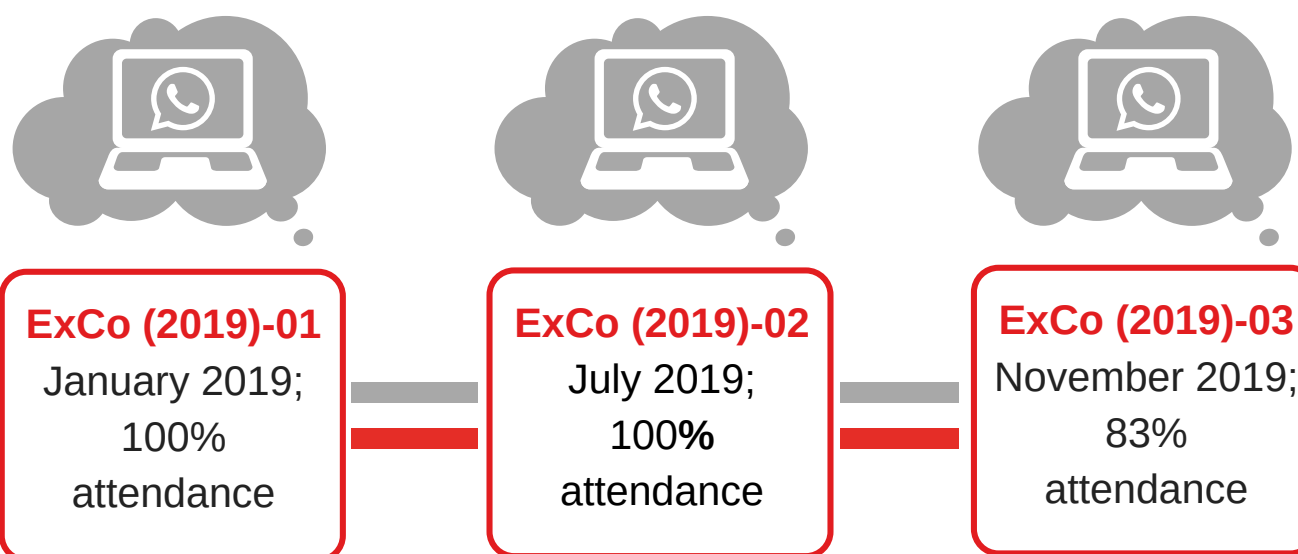 ExCo (2019)-01
January 2019;
100%
attendance
ExCo (2019)-02
July 2019;
100%
attendance
ExCo (2019)-03
November 2019;
83%
attendance